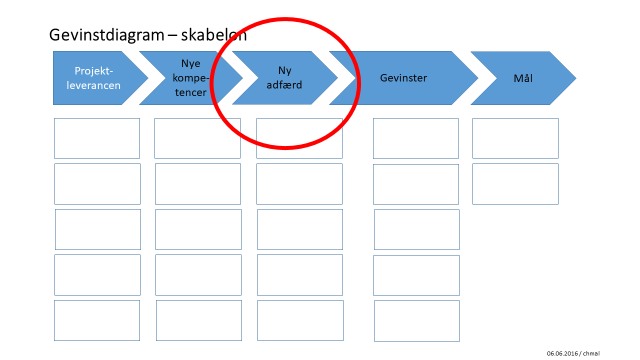 Gevinstdiagram – skabelon
Projekt-
leverancen
Nye
kompe-
tencer
Ny
adfærd
Gevinster
Mål
06.06.2016 / chmal